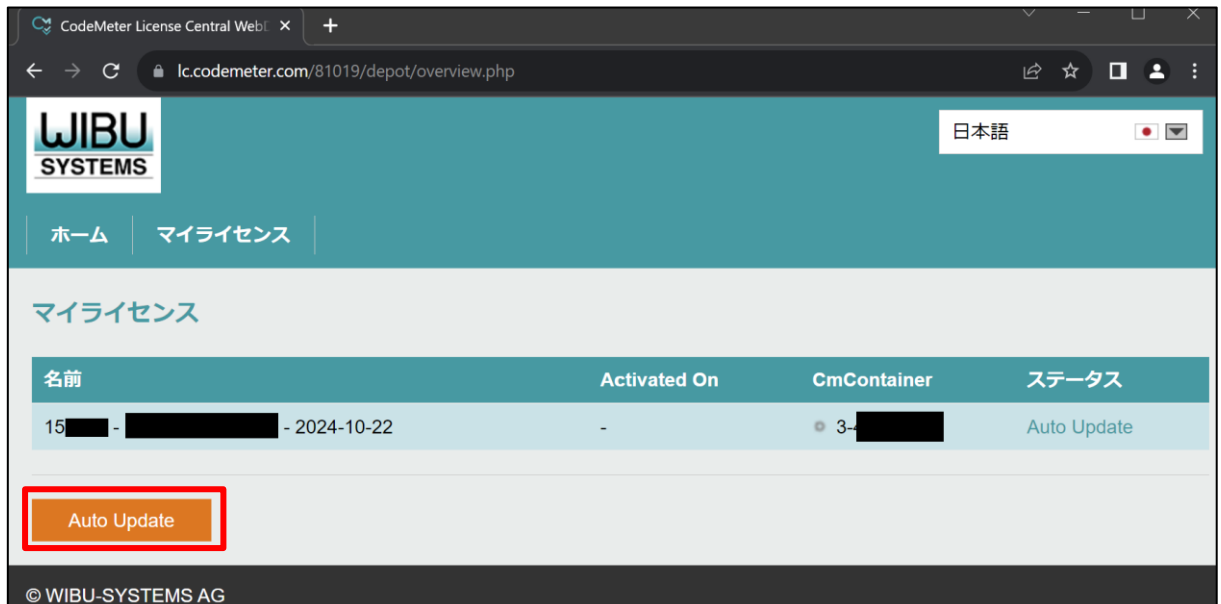 CodeMeter License Central WebD
lc.codemeter.com/81019/depot/overview.php
WIBU
SYSTEMS
日本語
ホーム
マイライセンス
マイライセンス
名前 Activated On CmContainer ステータス
15 - - 2024-10-22 - 3- Auto Update
Auto Update
© WIBU-SYSTEMS AG